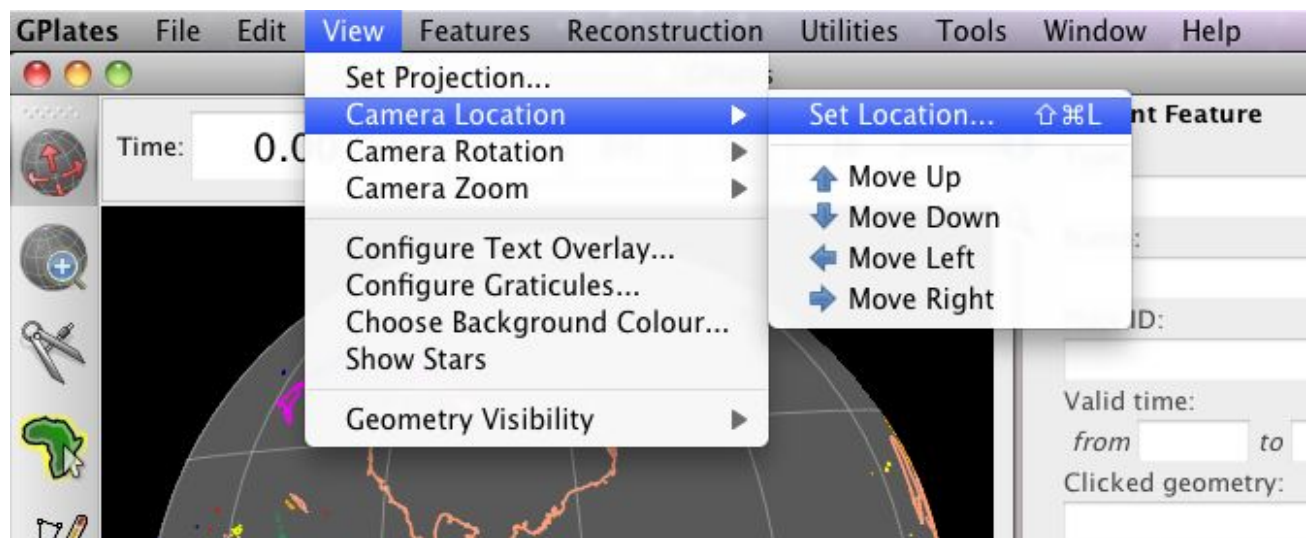 GPlates File Edit View Features Reconstruction Utilities Tools Window Help
Set Projection...
Camera Location
Camera Rotation
Camera Zoom
Configure Text Overlay...
Configure Graticules...
Choose Background Colour...
Show Stars
Geometry Visibility
Set Location... ⇧⌘L
Move Up
Move Down
Move Left
Move Right
Time: 0.0
Feature
ID:
Valid time:
from to
Clicked geometry: